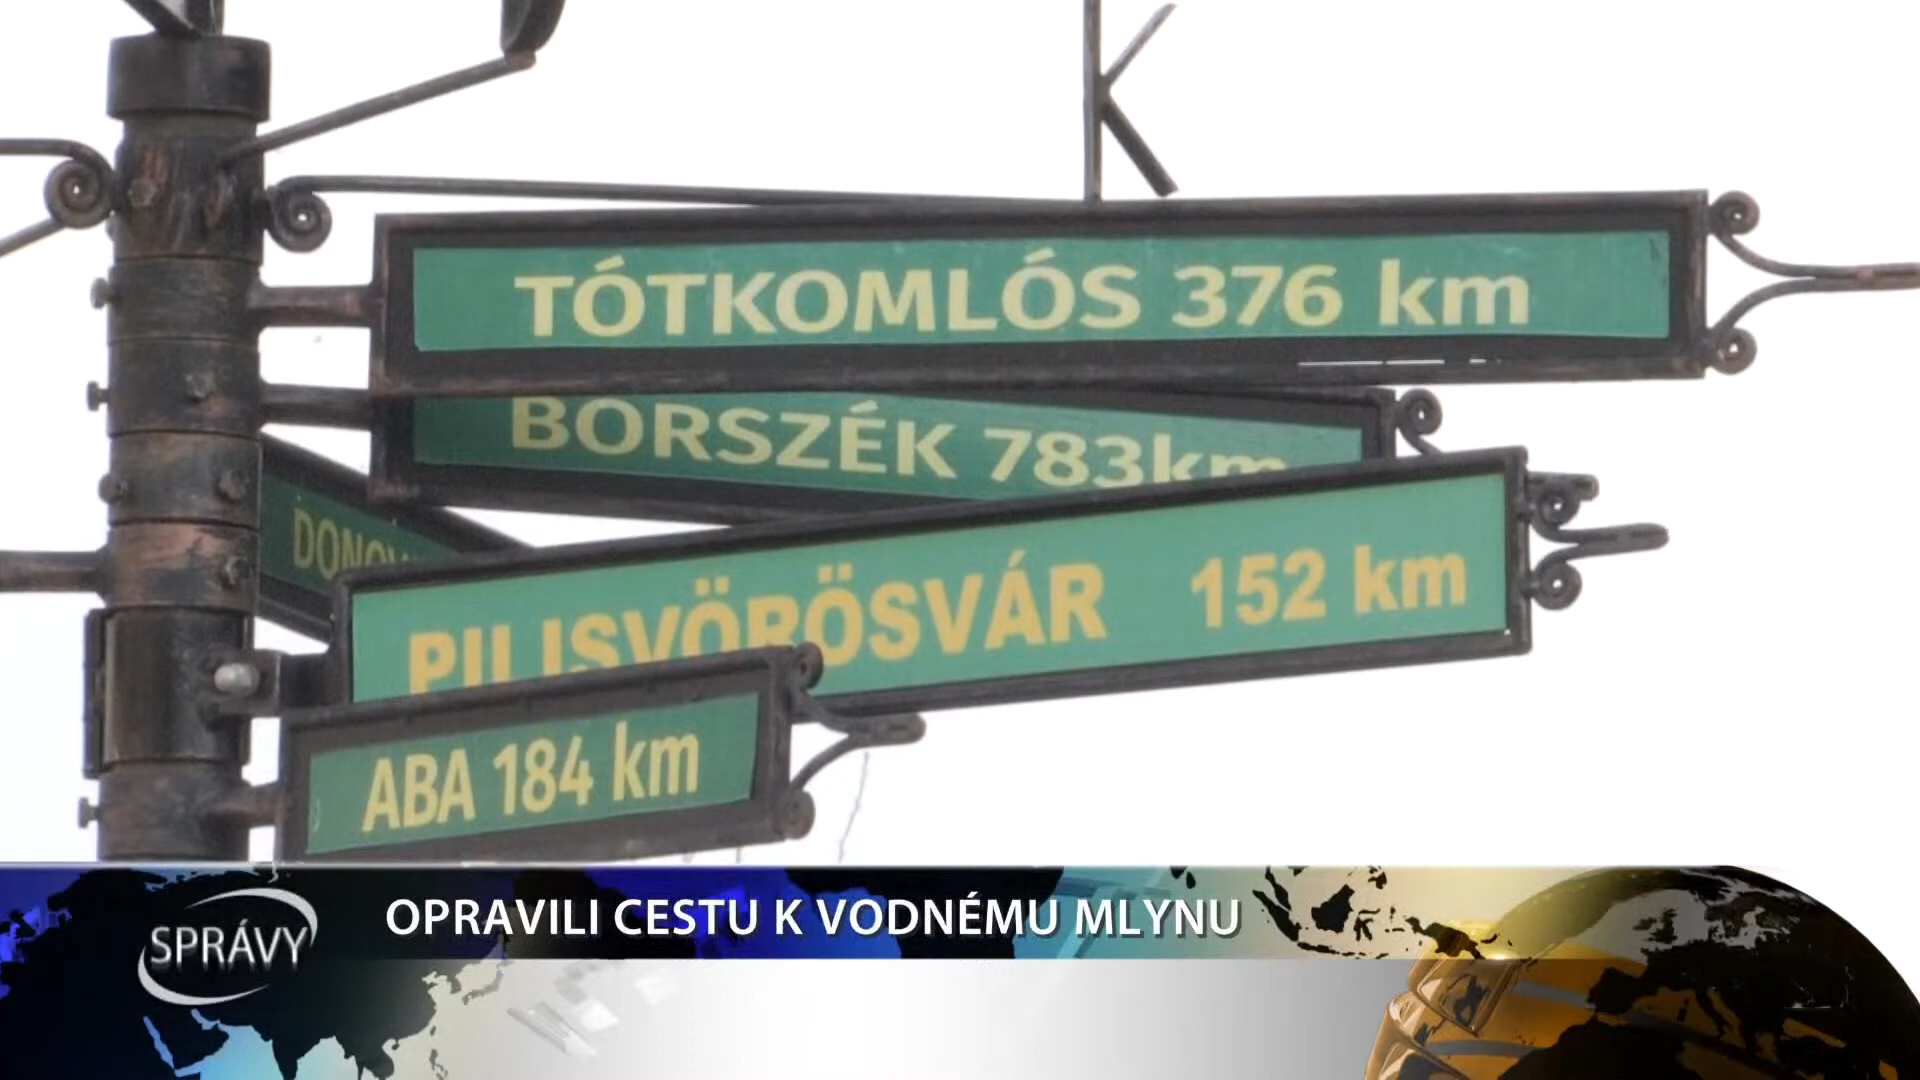 K
TÓTKOMLÓS 376 km
BORSZÉK 783km
PILISVÖRÖSVÁR 152 km
ABA 184 km
SPRÁVY
OPRAVILI CESTU K VODNÉMU MLYNU